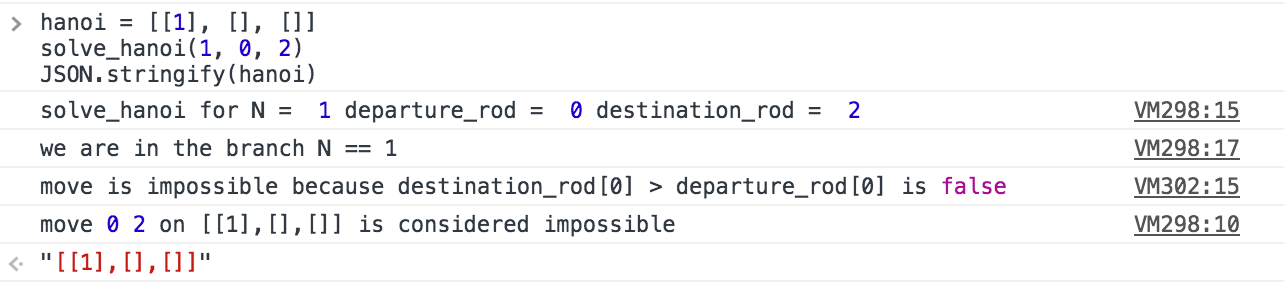 > hanoi = [[1], [], []]
solve_hanoi(1, 0, 2)
JSON.stringify(hanoi)
solve_hanoi for N =  1 departure_rod =  0 destination_rod =  2 VM298:15
we are in the branch N == 1 VM298:17
move is impossible because destination_rod[0] > departure_rod[0] is false VM302:15
move 0 2 on [[1],[],[]] is considered impossible VM298:10
"[[1],[],[]]"